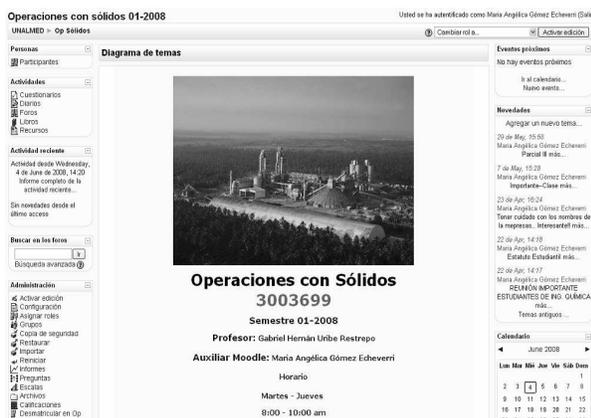 Operaciones con sólidos 01-2008
Usted se ha autentificado como Maria Angélica Gómez Echeverri (Sali
UNALMED ► Op Sólidos
Cambiar rol a...
Activar edición
Personas
Participantes
Actividades
Cuestionarios
Diarios
Foros
Libros
Recursos
Actividad reciente
Actividad desde Wednesday,
4 de June de 2008, 14:20
Informe completo de la
actividad reciente...
Sin novedades desde el
último acceso
Buscar en los foros
Ir
Búsqueda avanzada
Administración
Activar edición
Configuración
Asignar roles
Grupos
Copia de seguridad
Restaurar
Importar
Reiniciar
Informes
Preguntas
Escalas
Archivos
Calificaciones
Desmatricular en Op
Diagrama de temas
Operaciones con Sólidos
3003699
Semestre 01-2008
Profesor: Gabriel Hernán Uribe Restrepo
Auxiliar Moodle: Maria Angélica Gómez Echeverri
Horario
Martes - Jueves
8:00 - 10:00 am
Eventos próximos
No hay eventos próximos
Ir al calendario...
Nuevo evento...
Novedades
Agregar un nuevo tema...
29 de May, 15:58
Maria Angélica Gómez Echeverri
Parcial III más...
7 de May, 15:28
Maria Angélica Gómez Echeverri
Importante-Clase más...
23 de Apr, 16:24
Maria Angélica Gómez Echeverri
Tener cuidado con los nombres de
la mepresas.. Interesante!! más...
22 de Apr, 14:18
Maria Angélica Gómez Echeverri
Estatuto Estudiantil más...
22 de Apr, 14:17
Maria Angélica Gómez Echeverri
REUNIÓN IMPORTANTE
ESTUDIANTES DE ING. QUÍMICA
más...
Temas antiguos ...
Calendario
◄ June 2008 ►
Lun Mar Mié Jue Vie Sáb Dom
1
2 3 4 5 6 7 8
9 10 11 12 13 14 15
16 17 18 19 20 21 22